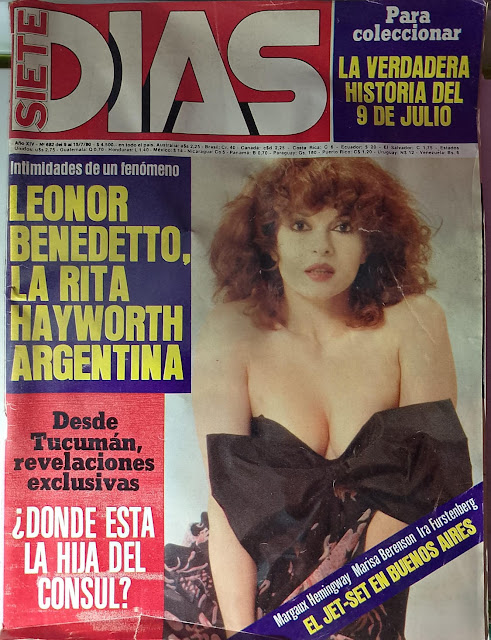 SIETE
DIAS
Para
coleccionar
LA VERDADERA
HISTORIA DEL
9 DE JULIO
Intimidades de un fenómeno
LEONOR
BENEDETTO,
LA RITA
HAYWORTH
ARGENTINA
Desde
Tucumán,
revelaciones
exclusivas
¿DONDE ESTA
LA HIJA DEL
CONSUL?
Margaux Hemingway Marisa Berenson Ira Furstenberg
EL JET-SET EN BUENOS AIRES